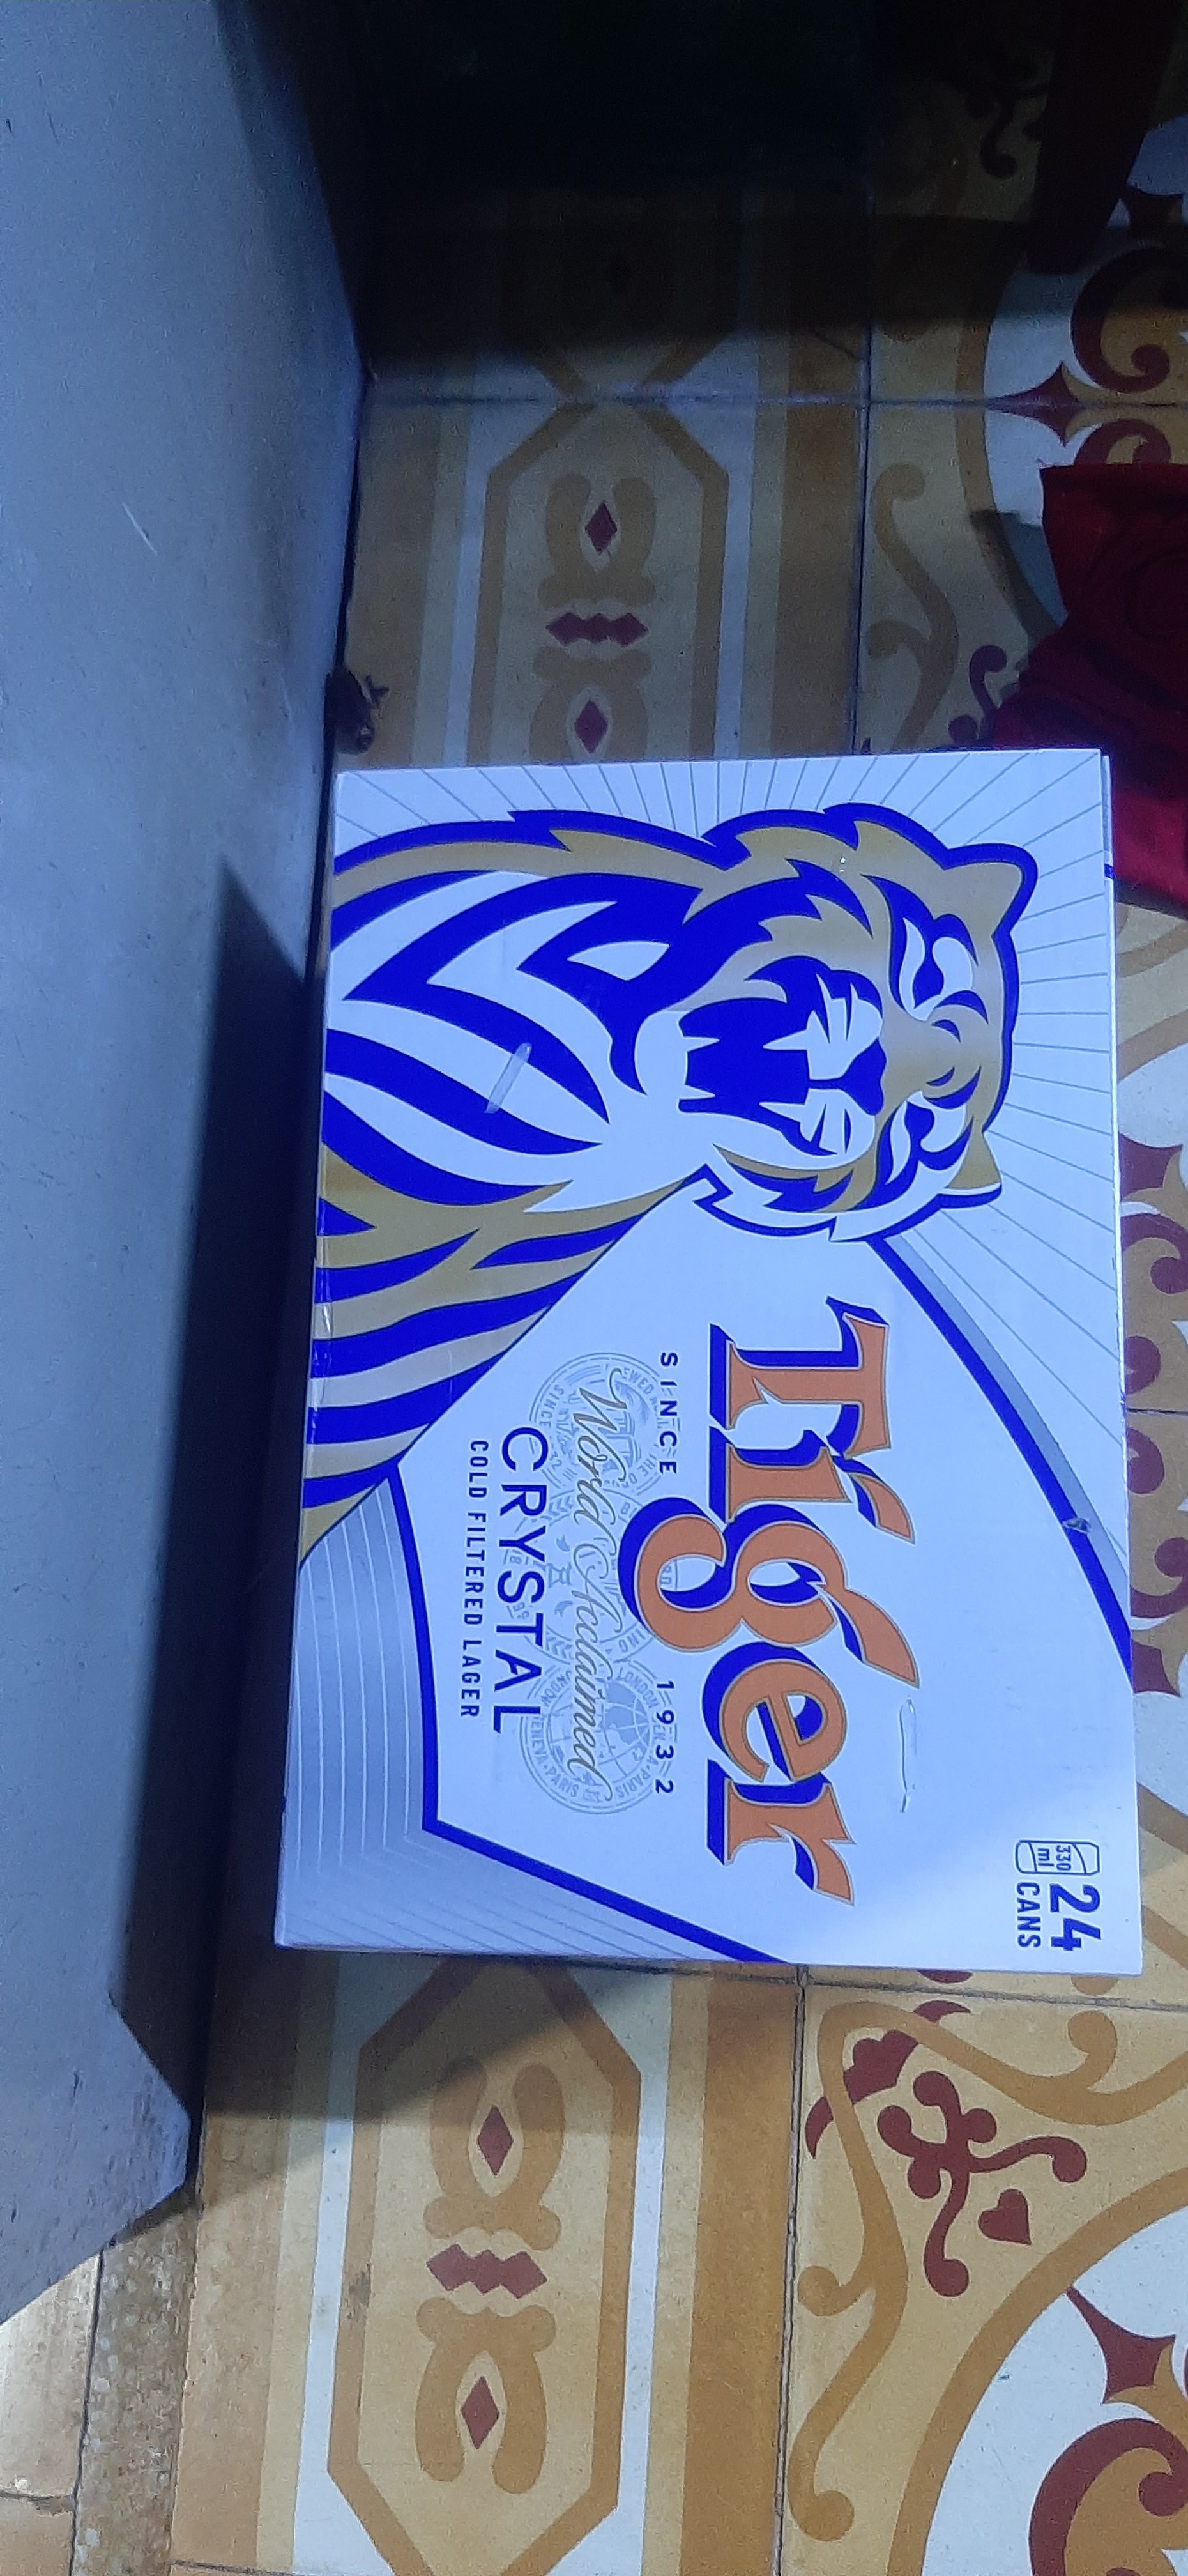 24
CANS
330
ml
Tiger
SINCE 1932
World Acclaimed
CRYSTAL
COLD FILTERED LAGER